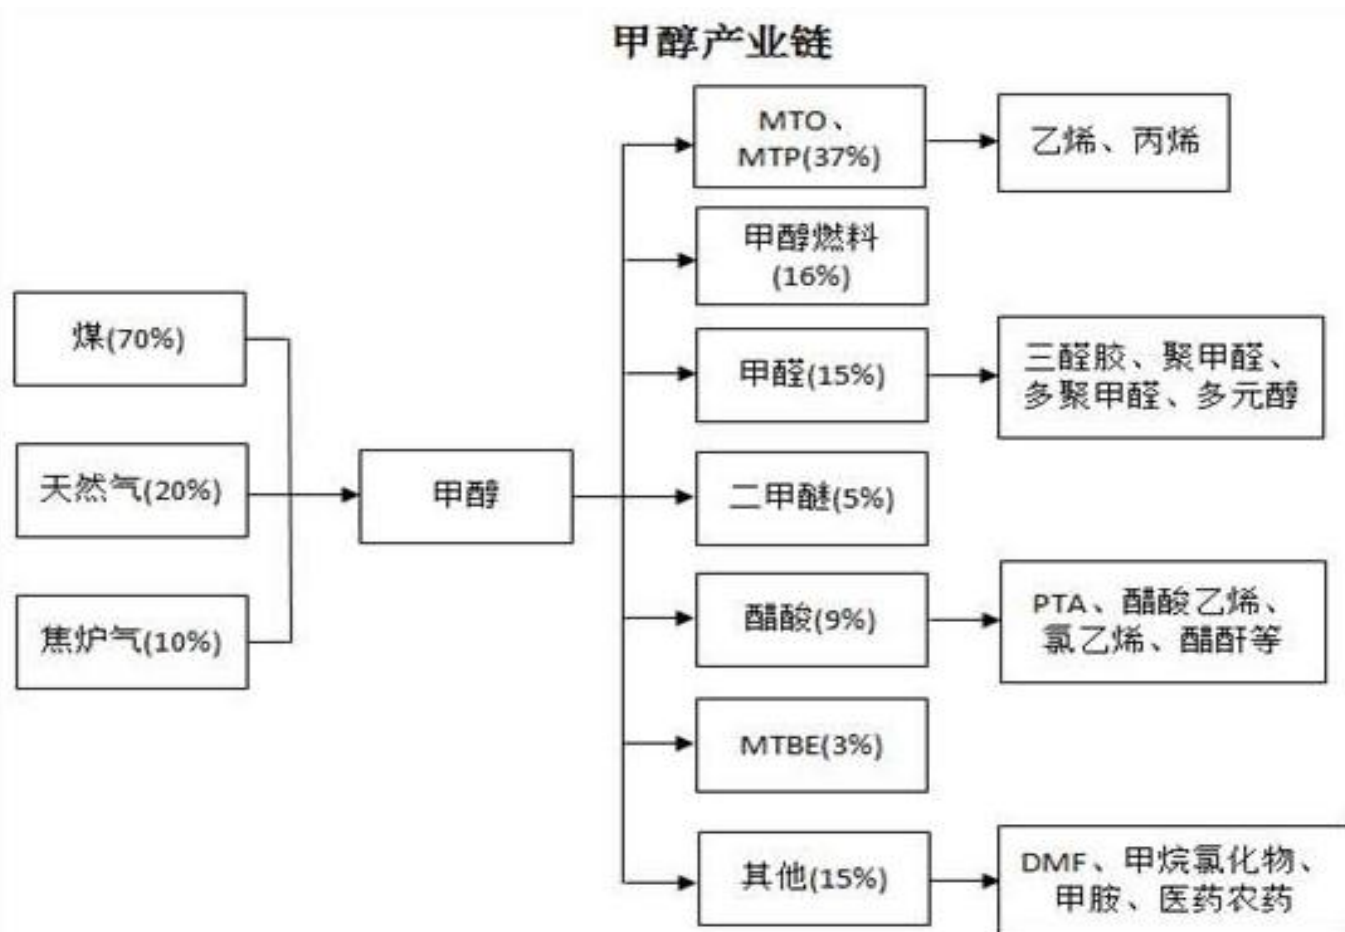 甲醇产业链
MTO、
MTP(37%)
乙烯、丙烯
甲醇燃料
(16%)
煤(70%)
甲醛(15%)
三醛胶、聚甲醛、
多聚甲醛、多元醇
天然气(20%)
甲醇
二甲醚(5%)
焦炉气(10%)
醋酸(9%)
PTA、醋酸乙烯、
氯乙烯、醋酐等
MTBE(3%)
其他(15%)
DMF、甲烷氯化物、
甲胺、医药农药